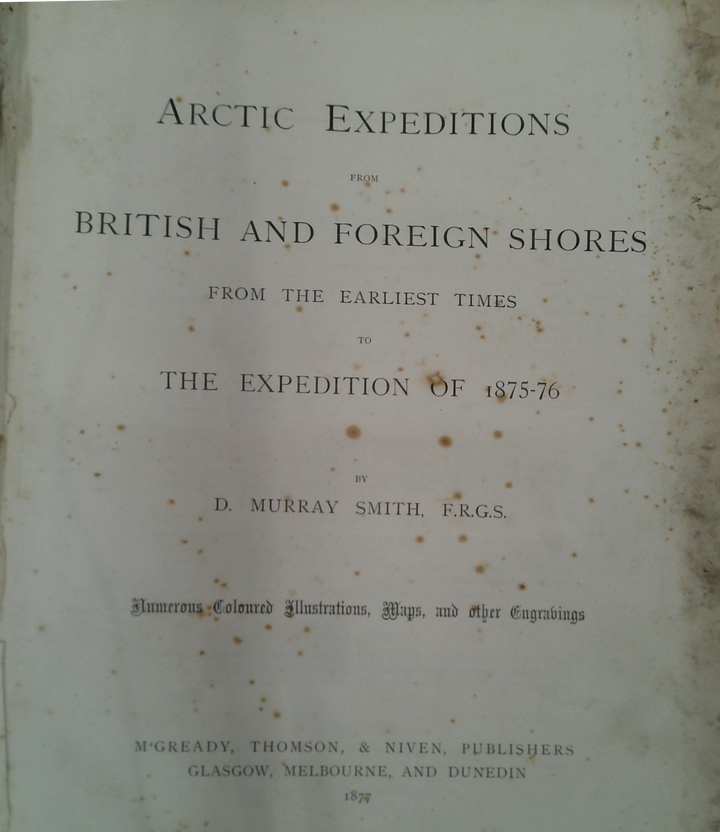 ARCTIC EXPEDITIONS
FROM
BRITISH AND FOREIGN SHORES
FROM THE EARLIEST TIMES
TO
THE EXPEDITION OF 1875-76
BY
D. MURRAY SMITH, F.R.G.S.
Numerous Coloured Illustrations, Maps, and other Engravings
M'GREADY, THOMSON, & NIVEN, PUBLISHERS
GLASGOW, MELBOURNE, AND DUNEDIN
1877